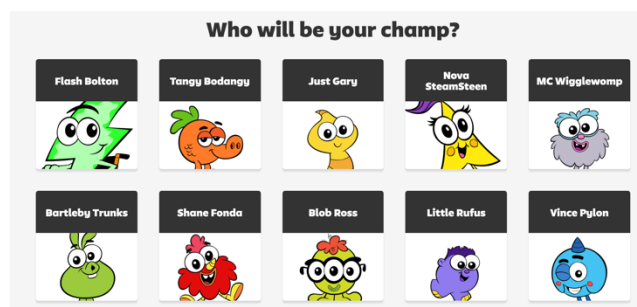 Who will be your champ?
Flash Bolton
Tangy Bodangy
Just Gary
Nova
SteamSteen
MC Wigglewomp
Bartleby Trunks
Shane Fonda
Blob Ross
Little Rufus
Vince Pylon